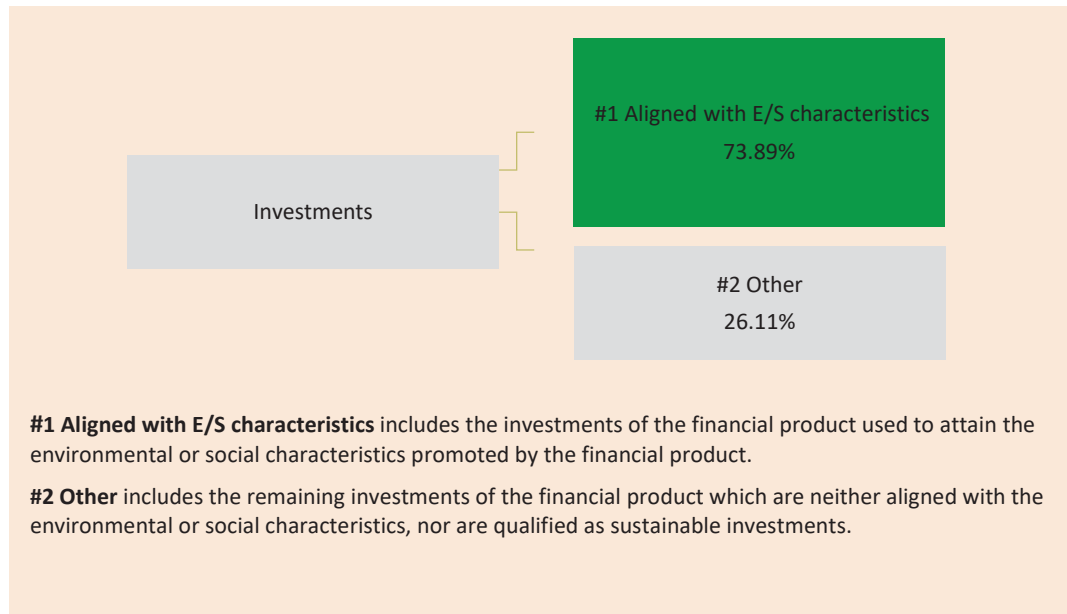 #1 Aligned with E/S characteristics
73.89%
Investments
#2 Other
26.11%
#1 Aligned with E/S characteristics includes the investments of the financial product used to attain the
environmental or social characteristics promoted by the financial product.
#2 Other includes the remaining investments of the financial product which are neither aligned with the
environmental or social characteristics, nor are qualified as sustainable investments.